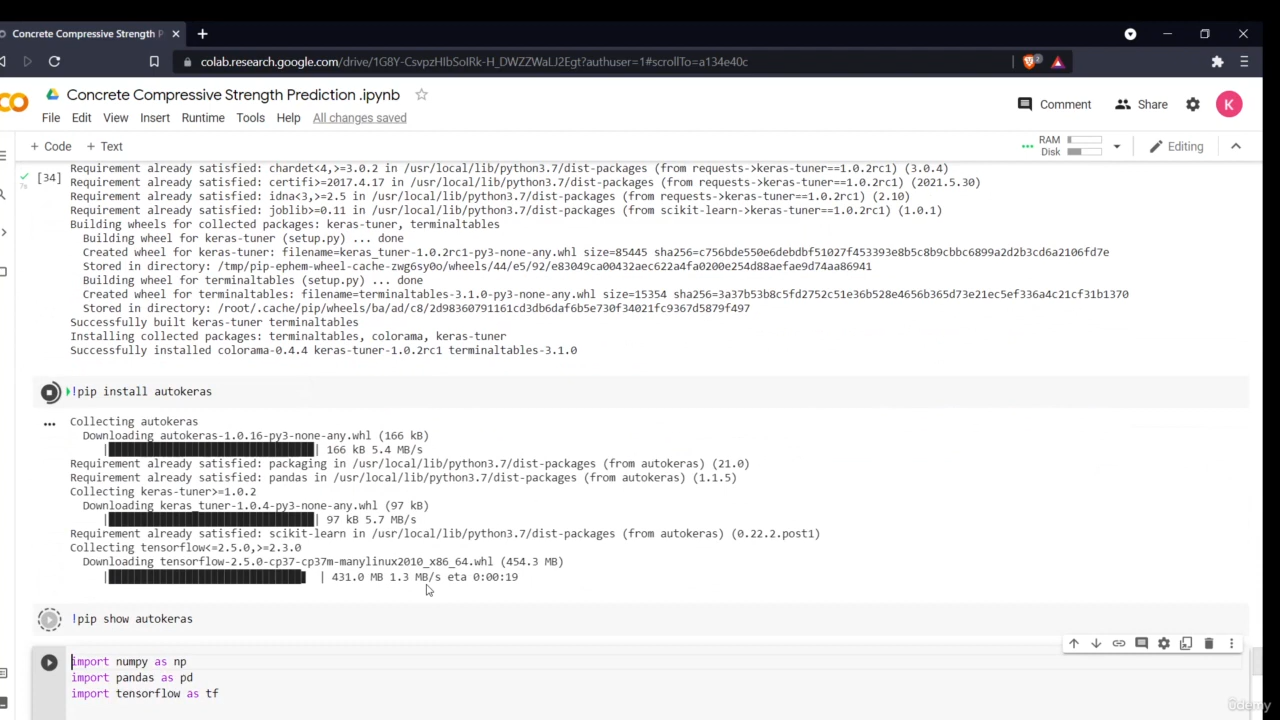 Concrete Compressive Strength P
colab.research.google.com/drive/1G8Y-CsvpzHIbSoIRk-H_DWZZWaLJ2Egt?authuser=1#scrollTo=a134e40c
2
Concrete Compressive Strength Prediction .ipynb
Comment
Share
K
File Edit View Insert Runtime Tools Help All changes saved
+ Code + Text
RAM
Disk
Editing
[34]
7s
Requirement already satisfied: chardet<4,>=3.0.2 in /usr/local/lib/python3.7/dist-packages (from requests->keras-tuner==1.0.2rc1) (3.0.4)
Requirement already satisfied: certifi>=2017.4.17 in /usr/local/lib/python3.7/dist-packages (from requests->keras-tuner==1.0.2rc1) (2021.5.30)
Requirement already satisfied: idna<3,>=2.5 in /usr/local/lib/python3.7/dist-packages (from requests->keras-tuner==1.0.2rc1) (2.10)
Requirement already satisfied: joblib>=0.11 in /usr/local/lib/python3.7/dist-packages (from scikit-learn->keras-tuner==1.0.2rc1) (1.0.1)
Building wheels for collected packages: keras-tuner, terminaltables
Building wheel for keras-tuner (setup.py) ... done
Created wheel for keras-tuner: filename=keras_tuner-1.0.2rc1-py3-none-any.whl size=85445 sha256=c756bde550e6debdbf51027f453393e8b5c8b9cbbc6899a2d2b3cd6a2106fd7e
Stored in directory: /tmp/pip-ephem-wheel-cache-zwg6sy0o/wheels/44/e5/92/e83049ca00432aec622a4fa0200e254d88aefae9d74aa86941
Building wheel for terminaltables (setup.py) ... done
Created wheel for terminaltables: filename=terminaltables-3.1.0-py3-none-any.whl size=15354 sha256=3a37b53b8c5fd2752c51e36b528e4656b365d73e21ec5ef336a4c21cf31b1370
Stored in directory: /root/.cache/pip/wheels/ba/ad/c8/2d98360791161cd3db6daf6b5e730f34021fc9367d5879f497
Successfully built keras-tuner terminaltables
Installing collected packages: terminaltables, colorama, keras-tuner
Successfully installed colorama-0.4.4 keras-tuner-1.0.2rc1 terminaltables-3.1.0
!pip install autokeras
Collecting autokeras
Downloading autokeras-1.0.16-py3-none-any.whl (166 kB)
| | 166 kB 5.4 MB/s
Requirement already satisfied: packaging in /usr/local/lib/python3.7/dist-packages (from autokeras) (21.0)
Requirement already satisfied: pandas in /usr/local/lib/python3.7/dist-packages (from autokeras) (1.1.5)
Collecting keras-tuner>=1.0.2
Downloading keras_tuner-1.0.4-py3-none-any.whl (97 kB)
| | 97 kB 5.7 MB/s
Requirement already satisfied: scikit-learn in /usr/local/lib/python3.7/dist-packages (from autokeras) (0.22.2.post1)
Collecting tensorflow<=2.5.0,>=2.3.0
Downloading tensorflow-2.5.0-cp37-cp37m-manylinux2010_x86_64.whl (454.3 MB)
| | 431.0 MB 1.3 MB/s eta 0:00:19
!pip show autokeras
import numpy as np
import pandas as pd
import tensorflow as tf
ûdemy